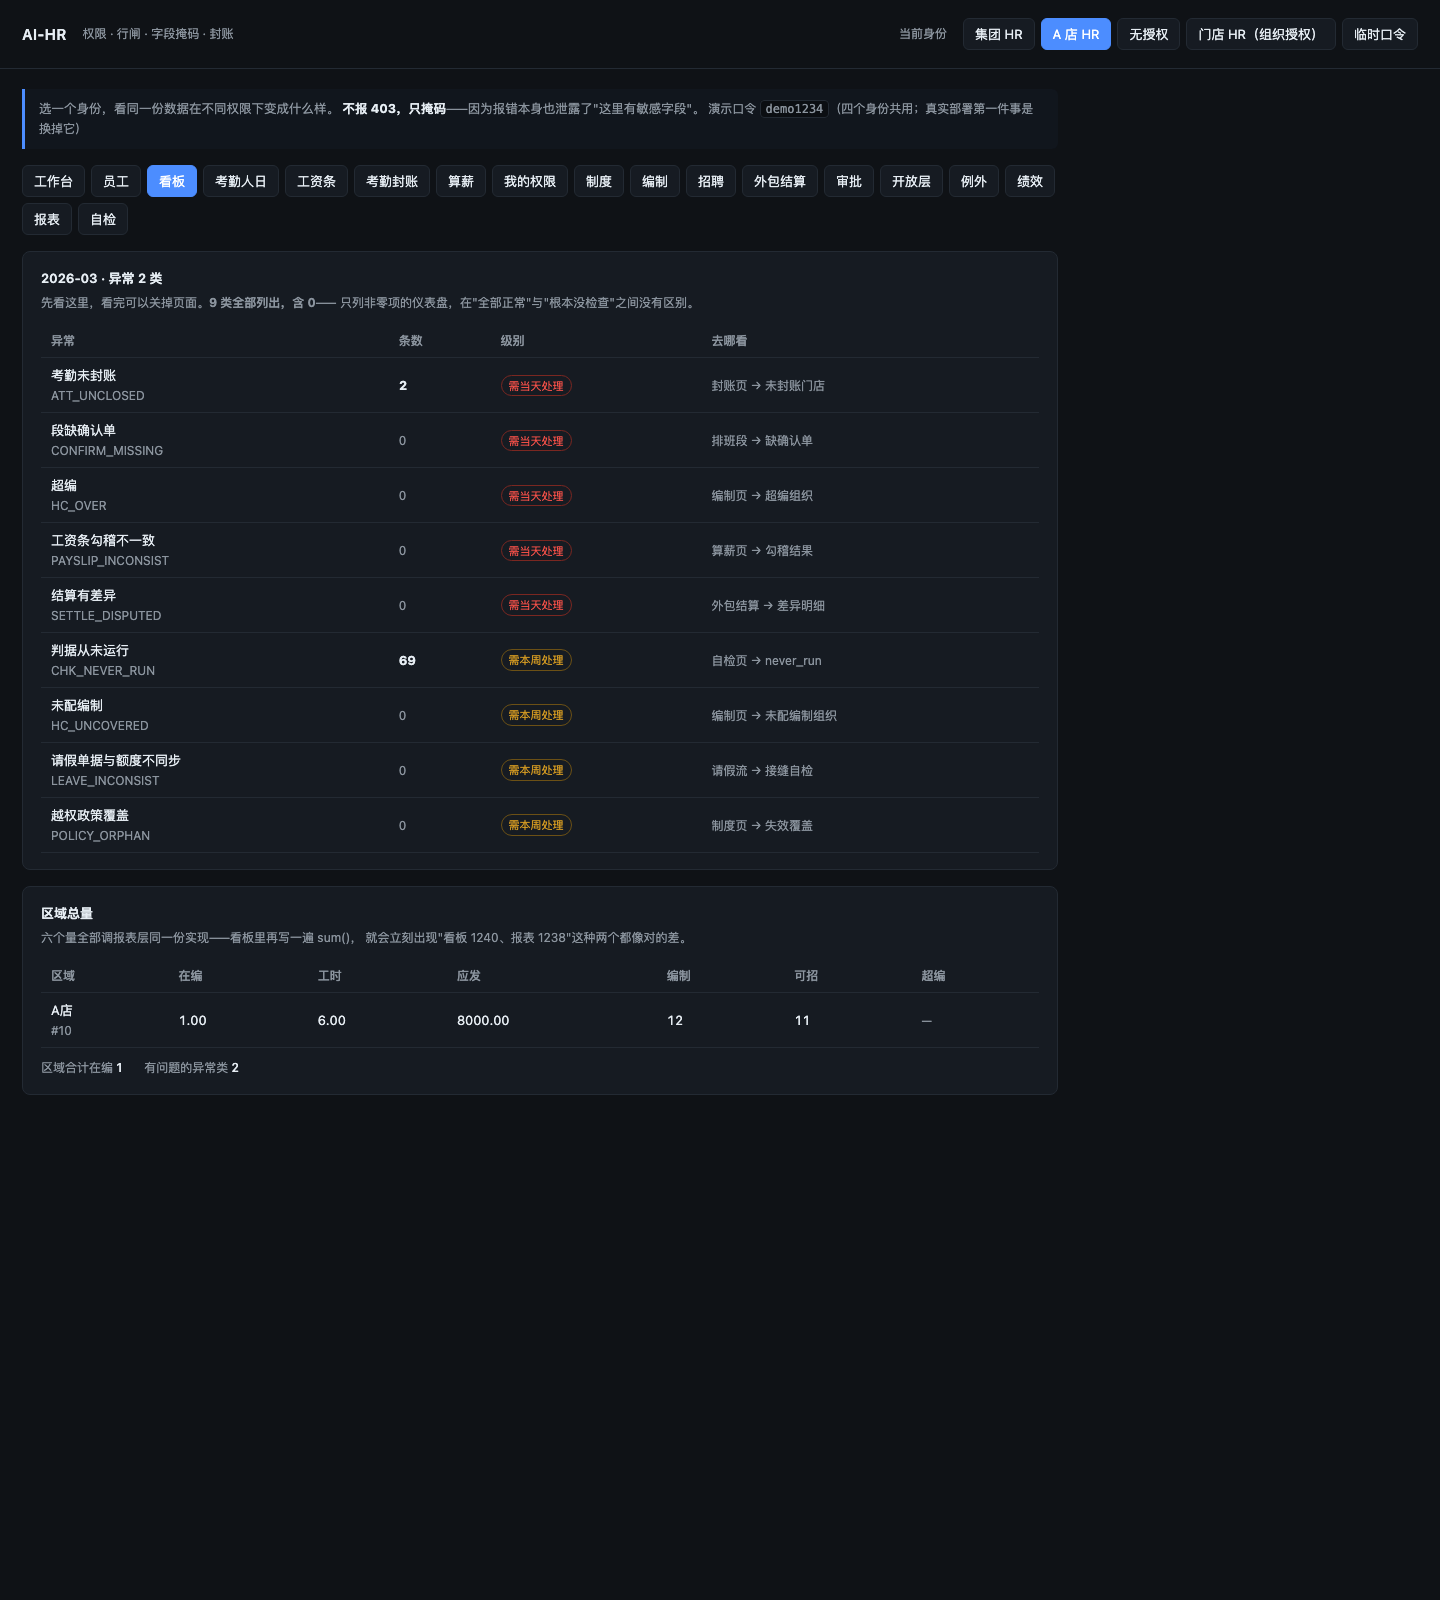 AI-HR 权限 · 行闸 · 字段掩码 · 封账 当前身份 集团 HR A 店 HR 无授权 门店 HR（组织授权） 临时口令
选一个身份，看同一份数据在不同权限下变成什么样。 不报 403，只掩码——因为报错本身也泄露了"这里有敏感字段"。 演示口令 demo1234 （四个身份共用；真实部署第一件事是
换掉它）
工作台 员工 看板 考勤人日 工资条 考勤封账 算薪 我的权限 制度 编制 招聘 外包结算 审批 开放层 例外 绩效
报表 自检
2026-03 · 异常 2 类
先看这里，看完可以关掉页面。9 类全部列出，含 0—— 只列非零项的仪表盘，在"全部正常"与"根本没检查"之间没有区别。
异常 条数 级别 去哪看
考勤未封账
ATT_UNCLOSED 2 需当天处理 封账页 → 未封账门店
段缺确认单
CONFIRM_MISSING 0 需当天处理 排班段 → 缺确认单
超编
HC_OVER 0 需当天处理 编制页 → 超编组织
工资条勾稽不一致
PAYSLIP_INCONSIST 0 需当天处理 算薪页 → 勾稽结果
结算有差异
SETTLE_DISPUTED 0 需当天处理 外包结算 → 差异明细
判据从未运行
CHK_NEVER_RUN 69 需本周处理 自检页 → never_run
未配编制
HC_UNCOVERED 0 需本周处理 编制页 → 未配编制组织
请假单据与额度不同步
LEAVE_INCONSIST 0 需本周处理 请假流 → 接缝自检
越权政策覆盖
POLICY_ORPHAN 0 需本周处理 制度页 → 失效覆盖
区域总量
六个量全部调报表层同一份实现——看板里再写一遍 sum()， 就会立刻出现"看板 1240、报表 1238"这种两个都像对的差。
区域 在编 工时 应发 编制 可招 超编
A店
#10 1.00 6.00 8000.00 12 11 —
区域合计在编 1 有问题的异常类 2